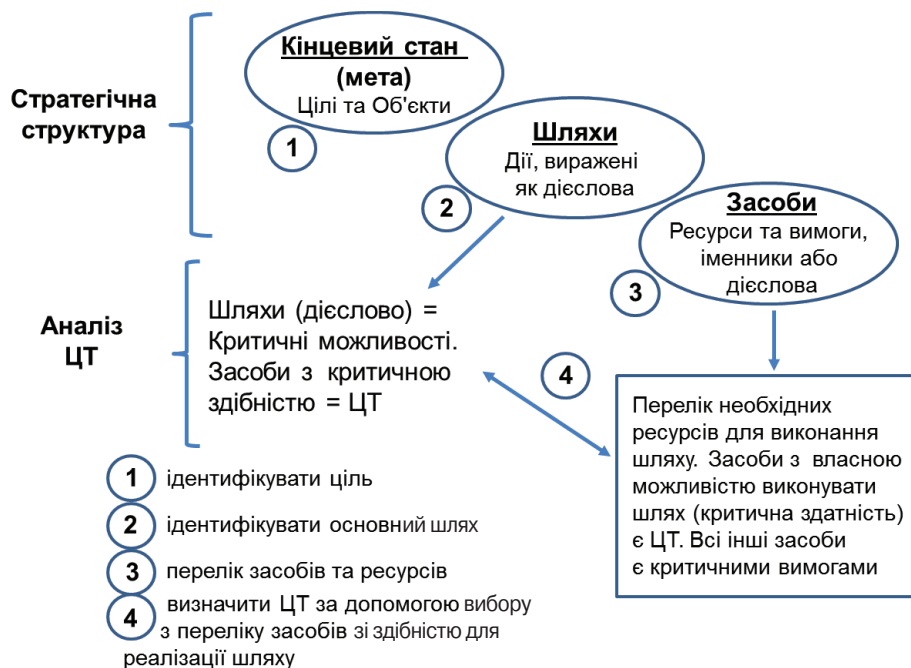 Стратегічна
структура
Кінцевий стан
(мета)
Цілі та Об'єкти
1
Шляхи
Дії, виражені
як дієслова
2
Засоби
Ресурси та вимоги,
іменники або
дієслова
3
Аналіз
ЦТ
Шляхи (дієслово) =
Критичні можливості.
Засоби з критичною
здібністю = ЦТ
4
Перелік необхідних
ресурсів для виконання
шляху. Засоби з власною
можливістю виконувати
шлях (критична здатність)
є ЦТ. Всі інші засоби
є критичними вимогами
1 ідентифікувати ціль
2 ідентифікувати основний шлях
3 перелік засобів та ресурсів
4 визначити ЦТ за допомогою вибору
з переліку засобів зі здібністю для
реалізації шляху